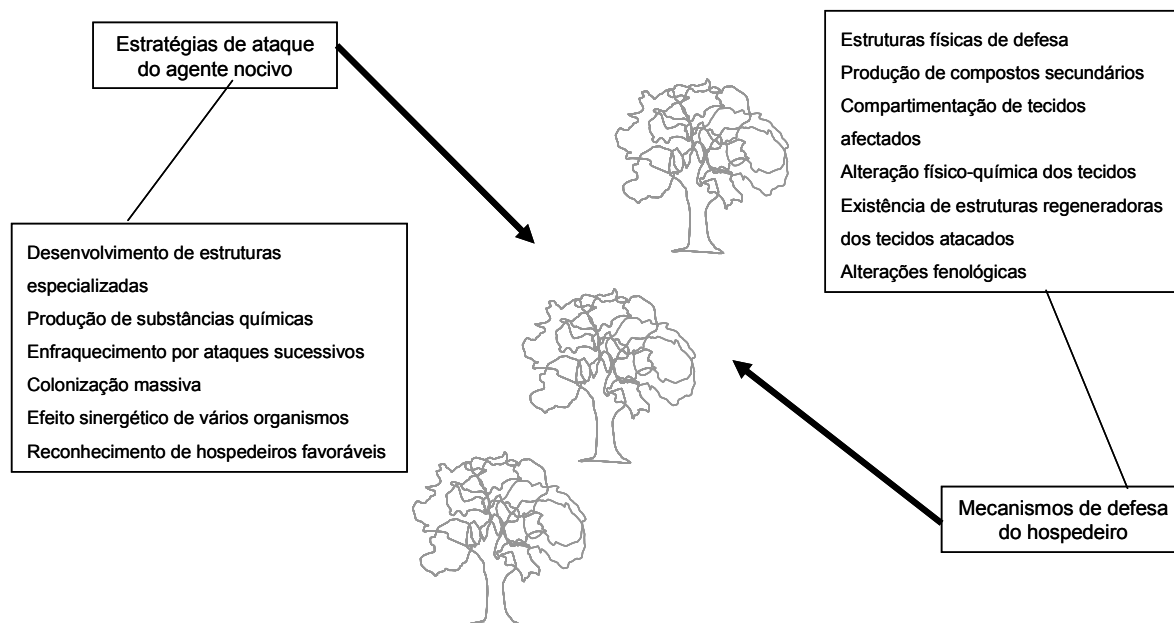 Estratégias de ataque
do agente nocivo
Desenvolvimento de estruturas
especializadas
Produção de substâncias químicas
Enfraquecimento por ataques sucessivos
Colonização massiva
Efeito sinergético de vários organismos
Reconhecimento de hospedeiros favoráveis
Estruturas físicas de defesa
Produção de compostos secundários
Compartimentação de tecidos
afectados
Alteração físico-química dos tecidos
Existência de estruturas regeneradoras
dos tecidos atacados
Alterações fenológicas
Mecanismos de defesa
do hospedeiro